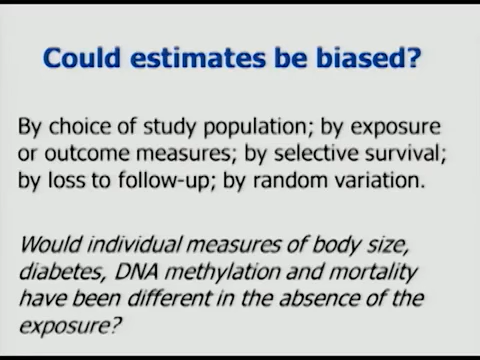 Could estimates be biased?
By choice of study population; by exposure
or outcome measures; by selective survival;
by loss to follow-up; by random variation.
Would individual measures of body size,
diabetes, DNA methylation and mortality
have been different in the absence of the
exposure?